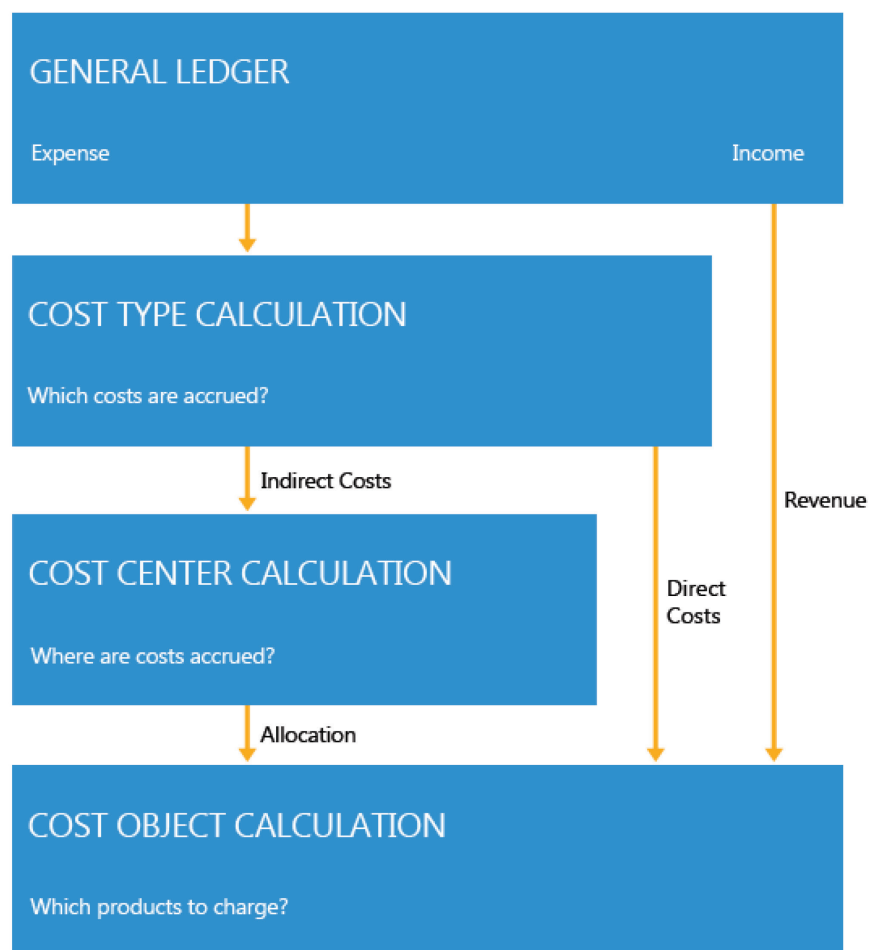 GENERAL LEDGER
Expense
Income
COST TYPE CALCULATION
Which costs are accrued?
Indirect Costs
Revenue
COST CENTER CALCULATION
Direct
Costs
Where are costs accrued?
Allocation
COST OBJECT CALCULATION
Which products to charge?